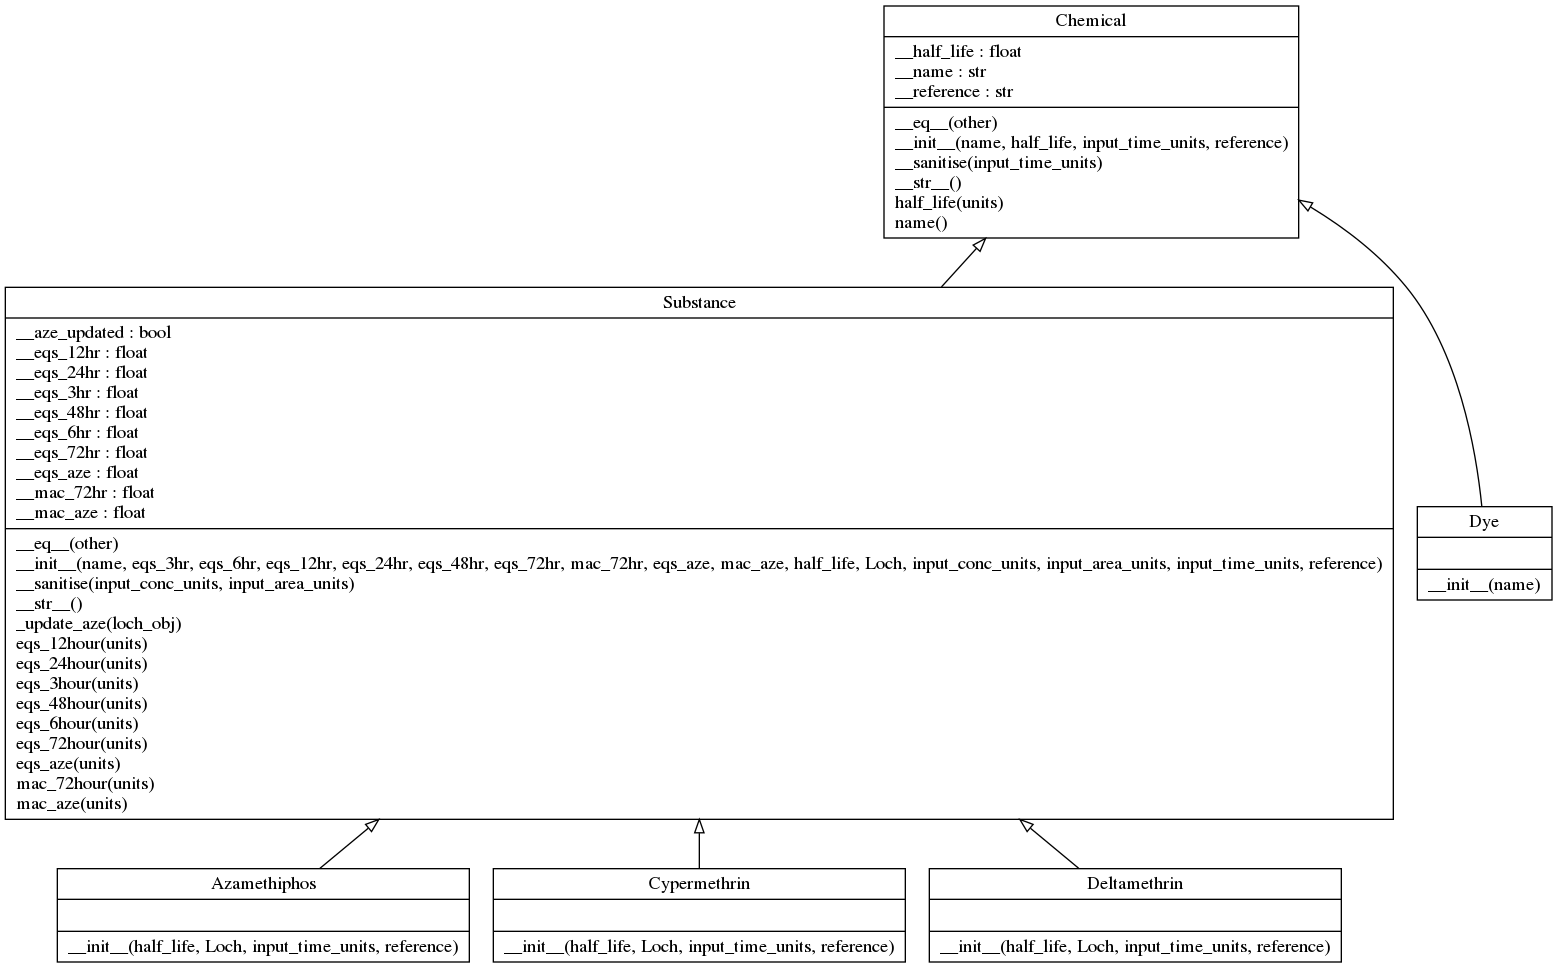 Chemical
__half_life : float
__name : str
__reference : str
__eq__(other)
__init__(name, half_life, input_time_units, reference)
__sanitise(input_time_units)
__str__()
half_life(units)
name()
Substance
__aze_updated : bool
__eqs_12hr : float
__eqs_24hr : float
__eqs_3hr : float
__eqs_48hr : float
__eqs_6hr : float
__eqs_72hr : float
__eqs_aze : float
__mac_72hr : float
__mac_aze : float
__eq__(other)
__init__(name, eqs_3hr, eqs_6hr, eqs_12hr, eqs_24hr, eqs_48hr, eqs_72hr, mac_72hr, eqs_aze, mac_aze, half_life, Loch, input_conc_units, input_area_units, input_time_units, reference)
__sanitise(input_conc_units, input_area_units)
__str__()
_update_aze(loch_obj)
eqs_12hour(units)
eqs_24hour(units)
eqs_3hour(units)
eqs_48hour(units)
eqs_6hour(units)
eqs_72hour(units)
eqs_aze(units)
mac_72hour(units)
mac_aze(units)
Dye
__init__(name)
Azamethiphos
__init__(half_life, Loch, input_time_units, reference)
Cypermethrin
__init__(half_life, Loch, input_time_units, reference)
Deltamethrin
__init__(half_life, Loch, input_time_units, reference)